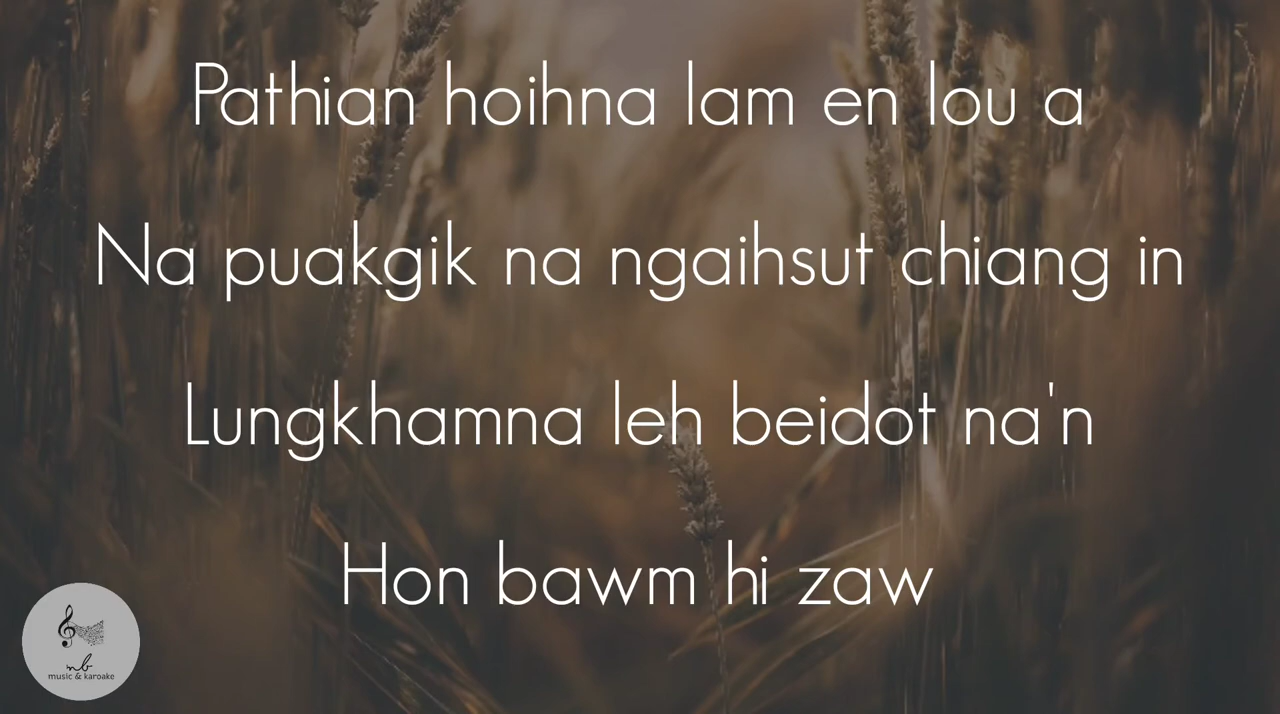 Pathian hoihna lam en lou a
Na puakgik na ngaihsut chiang in
Lungkhamna leh beidot na'n
Hon bawm hi zaw
nb
music & karoake